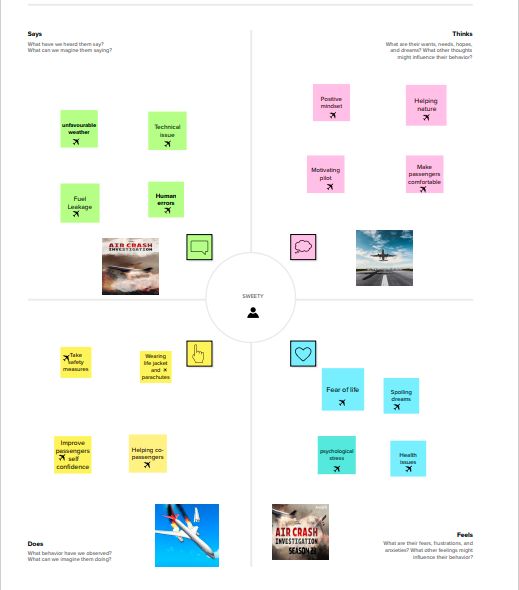 Says
What have we heard them say?
What can we magine them saying?
unfavourable
weather
Technical
issue
Fuel
Leakage
Human
errors
AIR CRASH
INVESTIGATION
Thinks
What are their wants, needs, hopes,
and dreams? What other thoughts
might influence their behavior?
Positive
mindset
Helping
nature
Motivating
pilot
Make
passengers
comfortable
SWEETY
Take
safety
measures
Wearing
life jacket
and
parachutes
Improve
passengers
self
confidence
Helping co-
passengers
Does
What behavior have we observed?
What can we imagine them doing?
Fear of life
Spoiling
dreams
psychological
stress
Health
issues
AIR CRASH
INVESTIGATION
Feels
What are their fears, frustrations, and
anxieties? What other feelings might
influence their behavior?